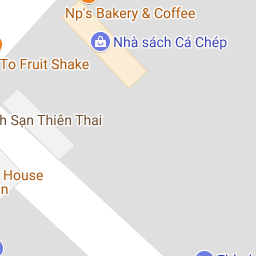 Np's Bakery & Coffee
Nhà sách Cá Chép
To Fruit Shake
h Sạn Thiên Thai
House
n